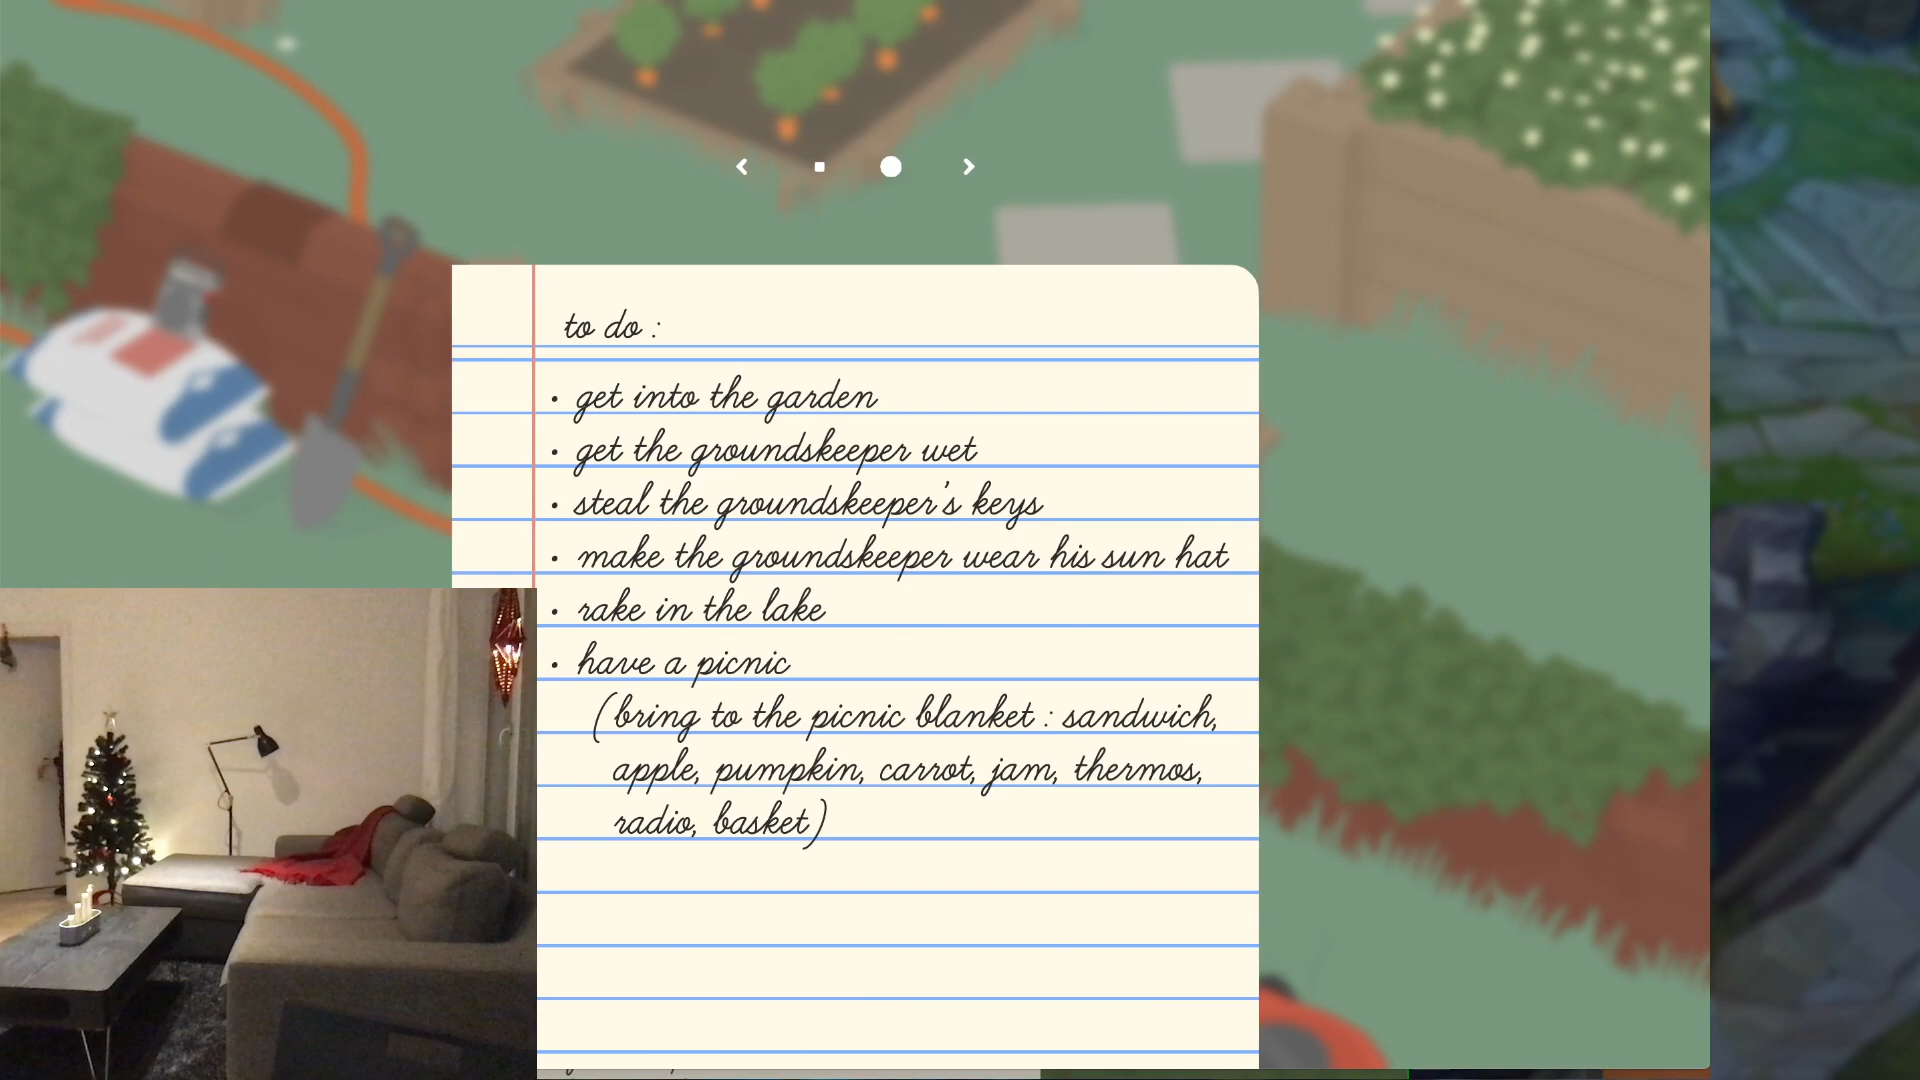 to do :
• get into the garden
• get the groundskeeper wet
• steal the groundskeeper's keys
• make the groundskeeper wear his sun hat
• rake in the lake
• have a picnic
(bring to the picnic blanket : sandwich,
apple, pumpkin, carrot, jam, thermos,
radio, basket)